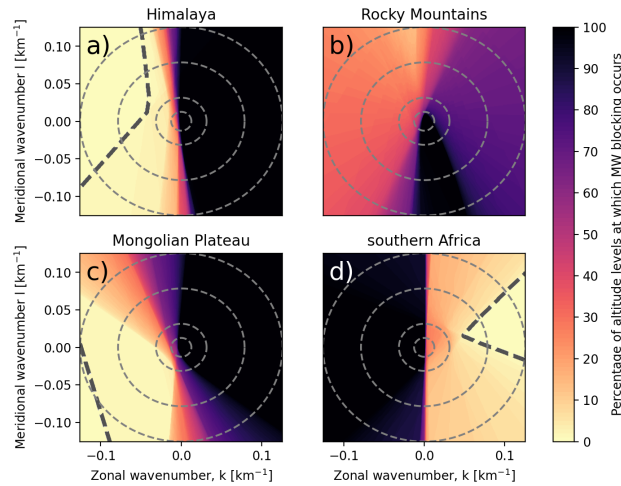 Himalaya
Rocky Mountains
a)
b)
Meridional wavenumber l [km⁻¹]
0.10
0.05
0.00
−0.05
−0.10
Mongolian Plateau
southern Africa
c)
d)
Meridional wavenumber l [km⁻¹]
0.10
0.05
0.00
−0.05
−0.10
−0.1
0.0
0.1
−0.1
0.0
0.1
Zonal wavenumber, k [km⁻¹]
Zonal wavenumber, k [km⁻¹]
100
90
80
70
60
50
40
30
20
10
0
Percentage of altitude levels at which MW blocking occurs